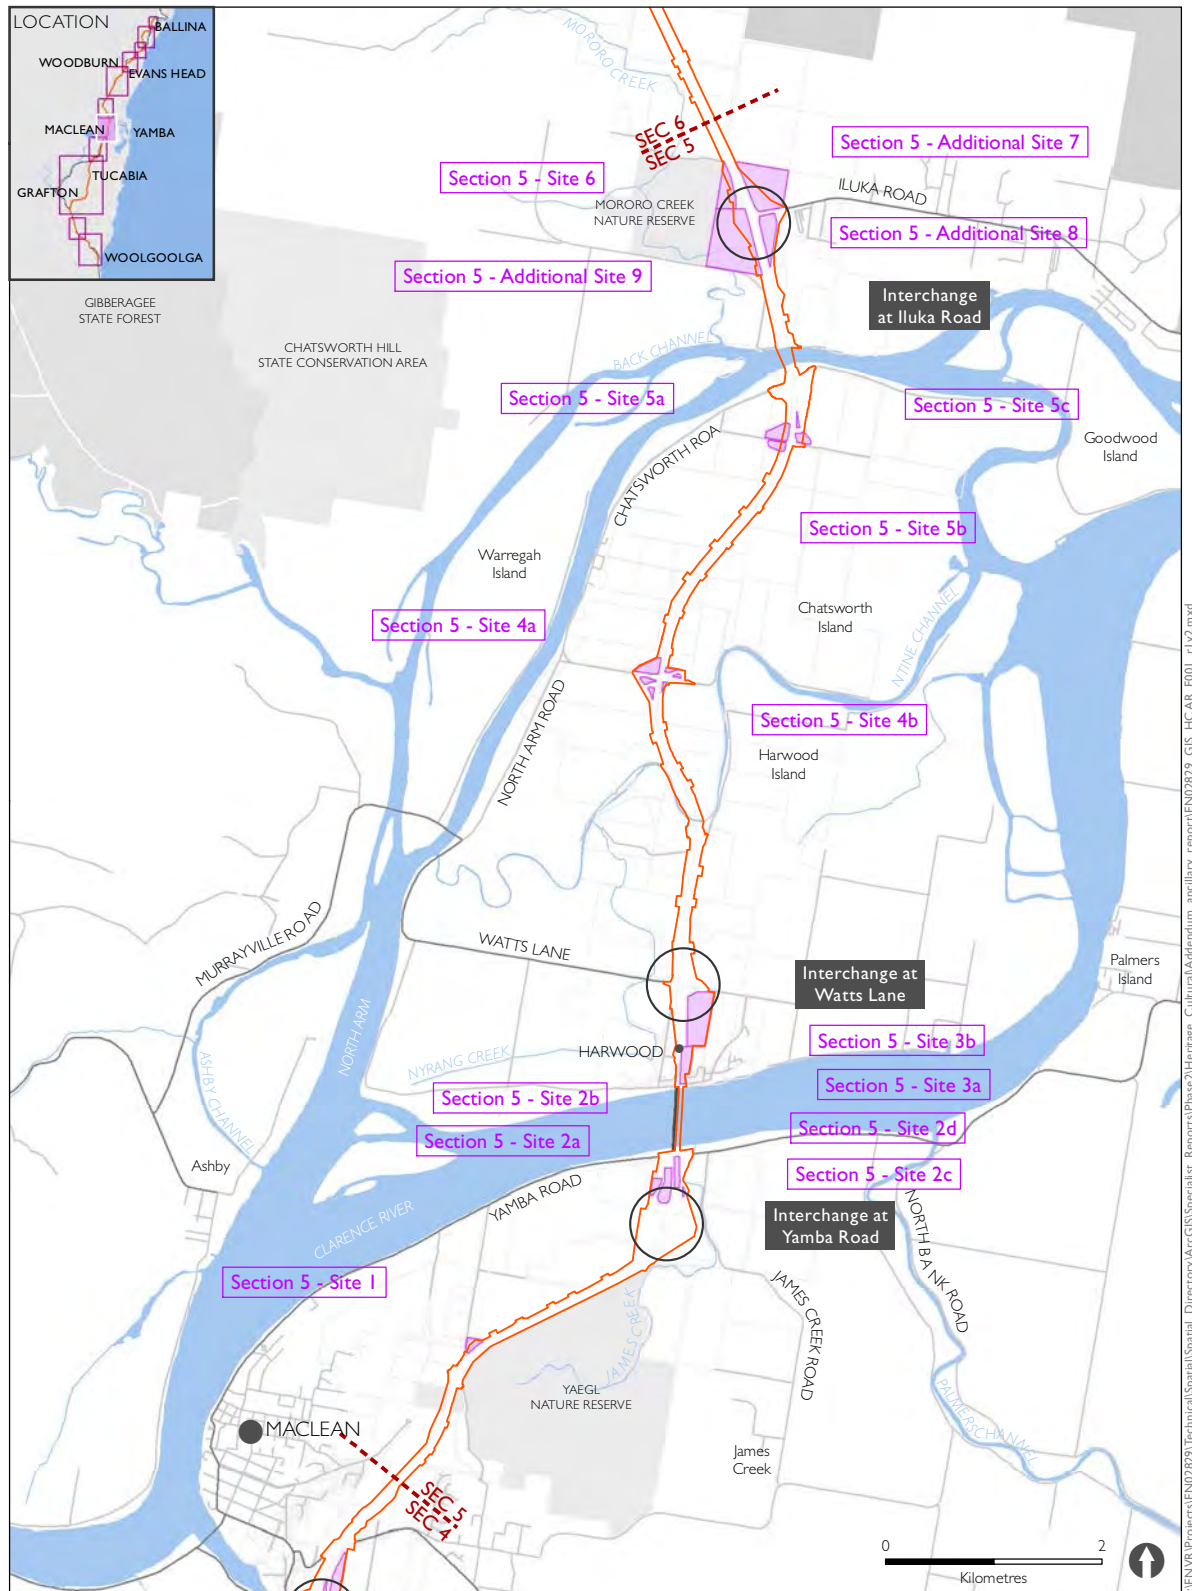 LOCATION
BALLINA
WOODBURN
EVANS HEAD
MACLEAN
YAMBA
TUCABIA
GRAFTON
WOOLGOOLGA
MORORO CREEK
SEC 6
SEC 5
Section 5 - Additional Site 7
Section 5 - Site 6
ILUKA ROAD
MORORO CREEK
NATURE RESERVE
Section 5 - Additional Site 8
Section 5 - Additional Site 9
Interchange
at Iluka Road
GIBBERAGEE
STATE FOREST
CHATSWORTH HILL
STATE CONSERVATION AREA
BACK CHANNEL
Section 5 - Site 5a
Section 5 - Site 5c
Goodwood
Island
CHATSWORTH ROA
Section 5 - Site 5b
Warregah
Island
Chatsworth
Island
NTINE CHANNEL
Section 5 - Site 4a
NORTH ARM ROAD
Section 5 - Site 4b
Harwood
Island
MURRAYVILLE ROAD
WATTS LANE
Interchange at
Watts Lane
Palmers
Island
NORTH ARM
Section 5 - Site 3b
HARWOOD
NYRANG CREEK
ASHBY CHANNEL
Section 5 - Site 3a
Section 5 - Site 2b
Section 5 - Site 2d
Section 5 - Site 2a
Ashby
Section 5 - Site 2c
YAMBA ROAD
CLARENCE RIVER
Interchange at
Yamba Road
NORTH BANK ROAD
Section 5 - Site 1
JAMES CREEK
JAMES CREEK ROAD
YAEGL
NATURE RESERVE
PALMERS CHANNEL
MACLEAN
James
Creek
SEC 5
SEC 4
0 2
Kilometres